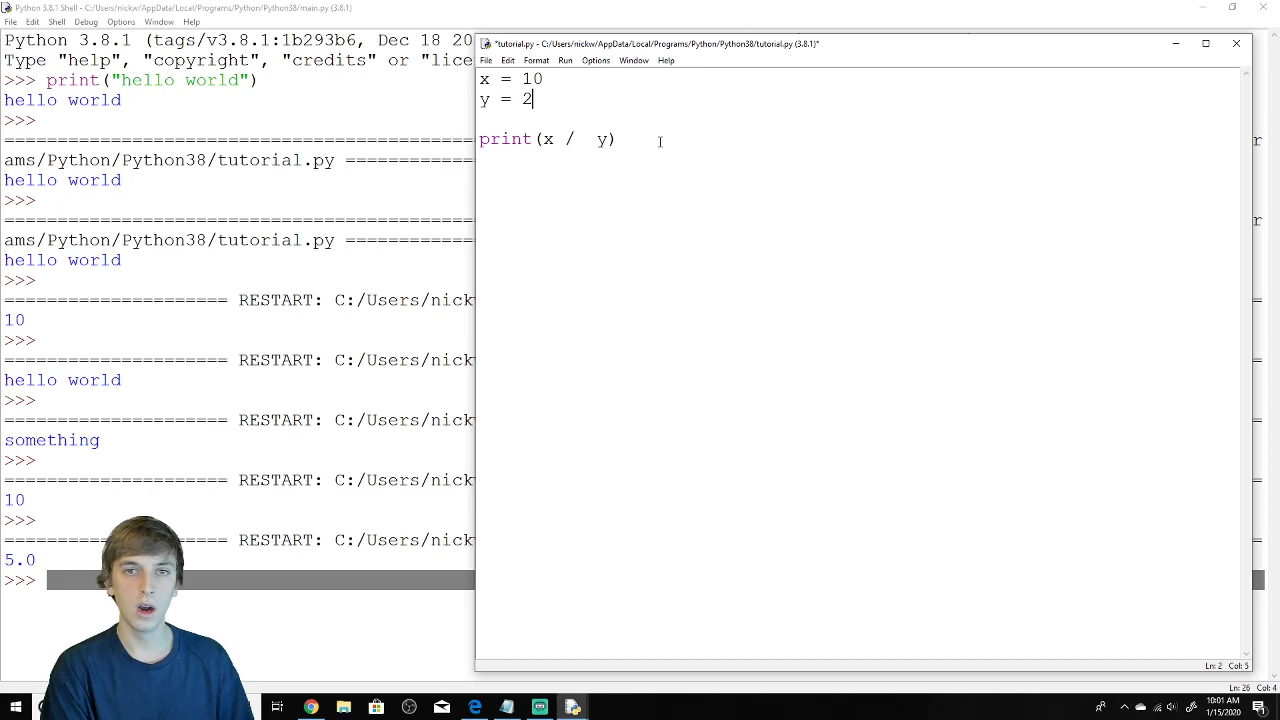 Python 3.8.1 Shell - C:/Users/nickw/AppData/Local/Programs/Python/Python38/main.py (3.8.1)
File Edit Shell Debug Options Window Help
Python 3.8.1 (tags/v3.8.1:1b293b6, Dec 18 20
Type "help", "copyright", "credits" or "lice
>>> print("hello world")
hello world
>>>
ams/Python/Python38/tutorial.py ============
hello world
>>>
ams/Python/Python38/tutorial.py ============
hello world
>>>
===================== RESTART: C:/Users/nickw
10
>>>
===================== RESTART: C:/Users/nickw
hello world
>>>
===================== RESTART: C:/Users/nickw
something
>>>
===================== RESTART: C:/Users/nickw
10
>>>
===================== RESTART: C:/Users/nickw
5.0
>>>
*tutorial.py - C:/Users/nickw/AppData/Local/Programs/Python/Python38/tutorial.py (3.8.1)*
File Edit Format Run Options Window Help
x = 10
y = 2
print(x /  y)
Ln: 2 Col: 5
Ln: 26 Col: 4
10:01 AM
1/15/2020